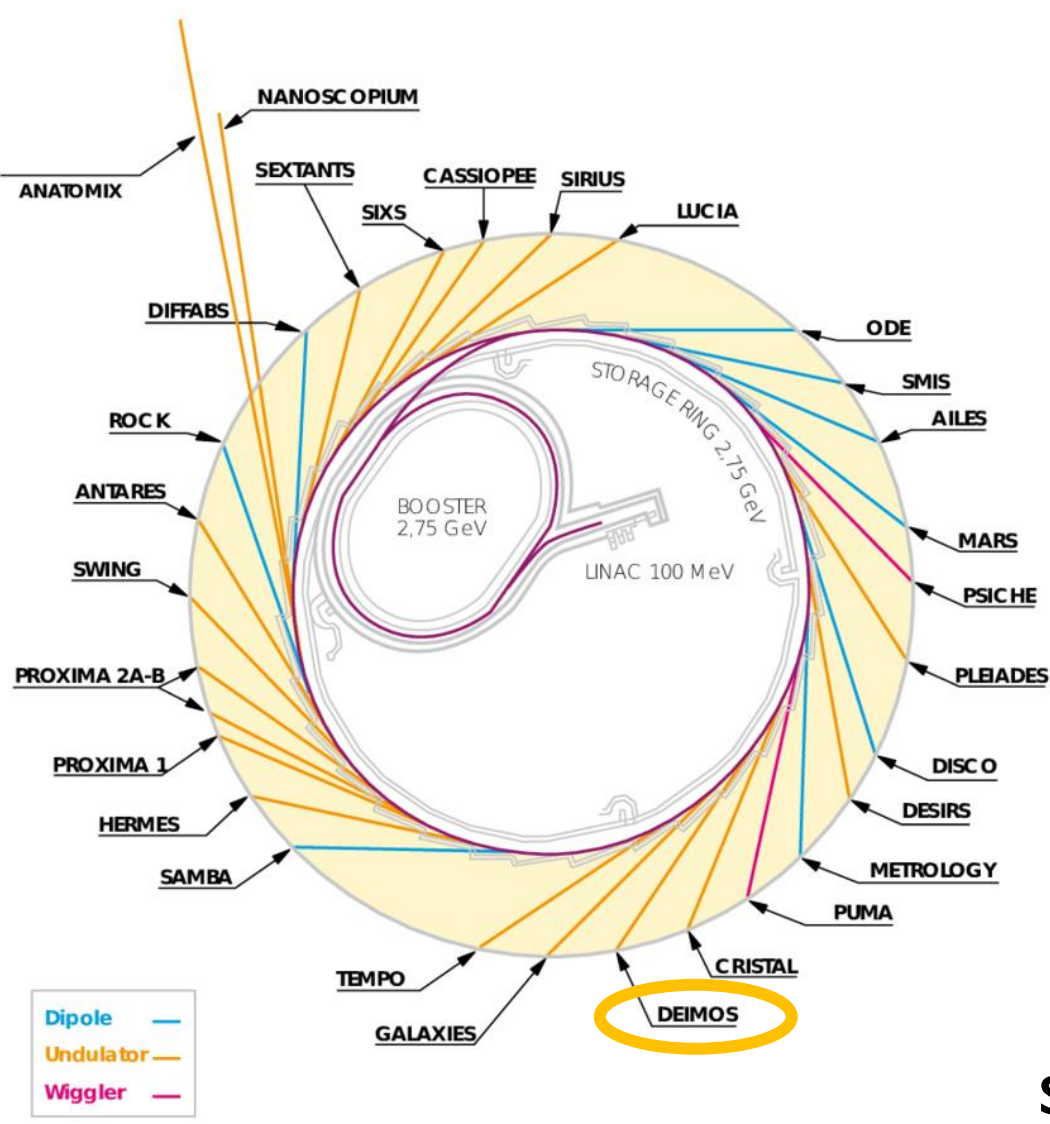 NANOSCOPIUM
ANATOMIX
SEXTANTS
CASSIOPEE
SIRIUS
SIXS
LUCIA
DIFFABS
ODE
SMIS
ROCK
AILES
STORAGE RING 2,75 GeV
ANTARES
BOOSTER
2,75 GeV
MARS
SWING
LINAC 100 MeV
PSICHE
PROXIMA 2A-B
PLEIADES
PROXIMA 1
DISCO
HERMES
DESIRS
SAMBA
METROLOGY
PUMA
TEMPO
CRISTAL
DEIMOS
GALAXIES
Dipole
Undulator
Wiggler